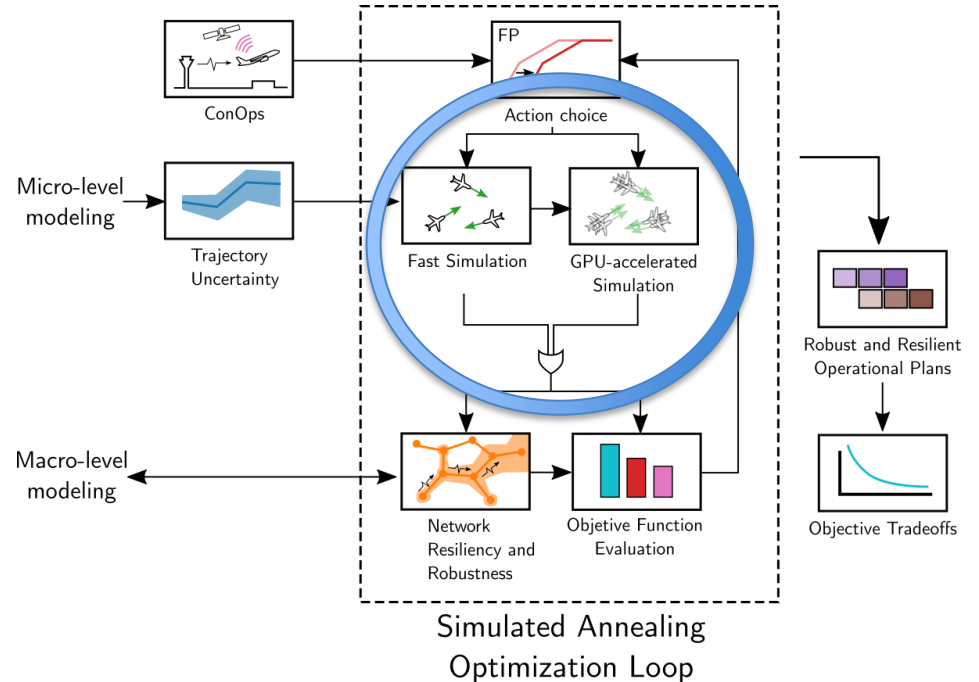 FP
ConOps
Action choice
Micro-level
modeling
Trajectory
Uncertainty
Fast Simulation
GPU-accelerated
Simulation
Robust and Resilient
Operational Plans
Macro-level
modeling
Network
Resiliency and
Robustness
Objetive Function
Evaluation
Objective Tradeoffs
Simulated Annealing
Optimization Loop